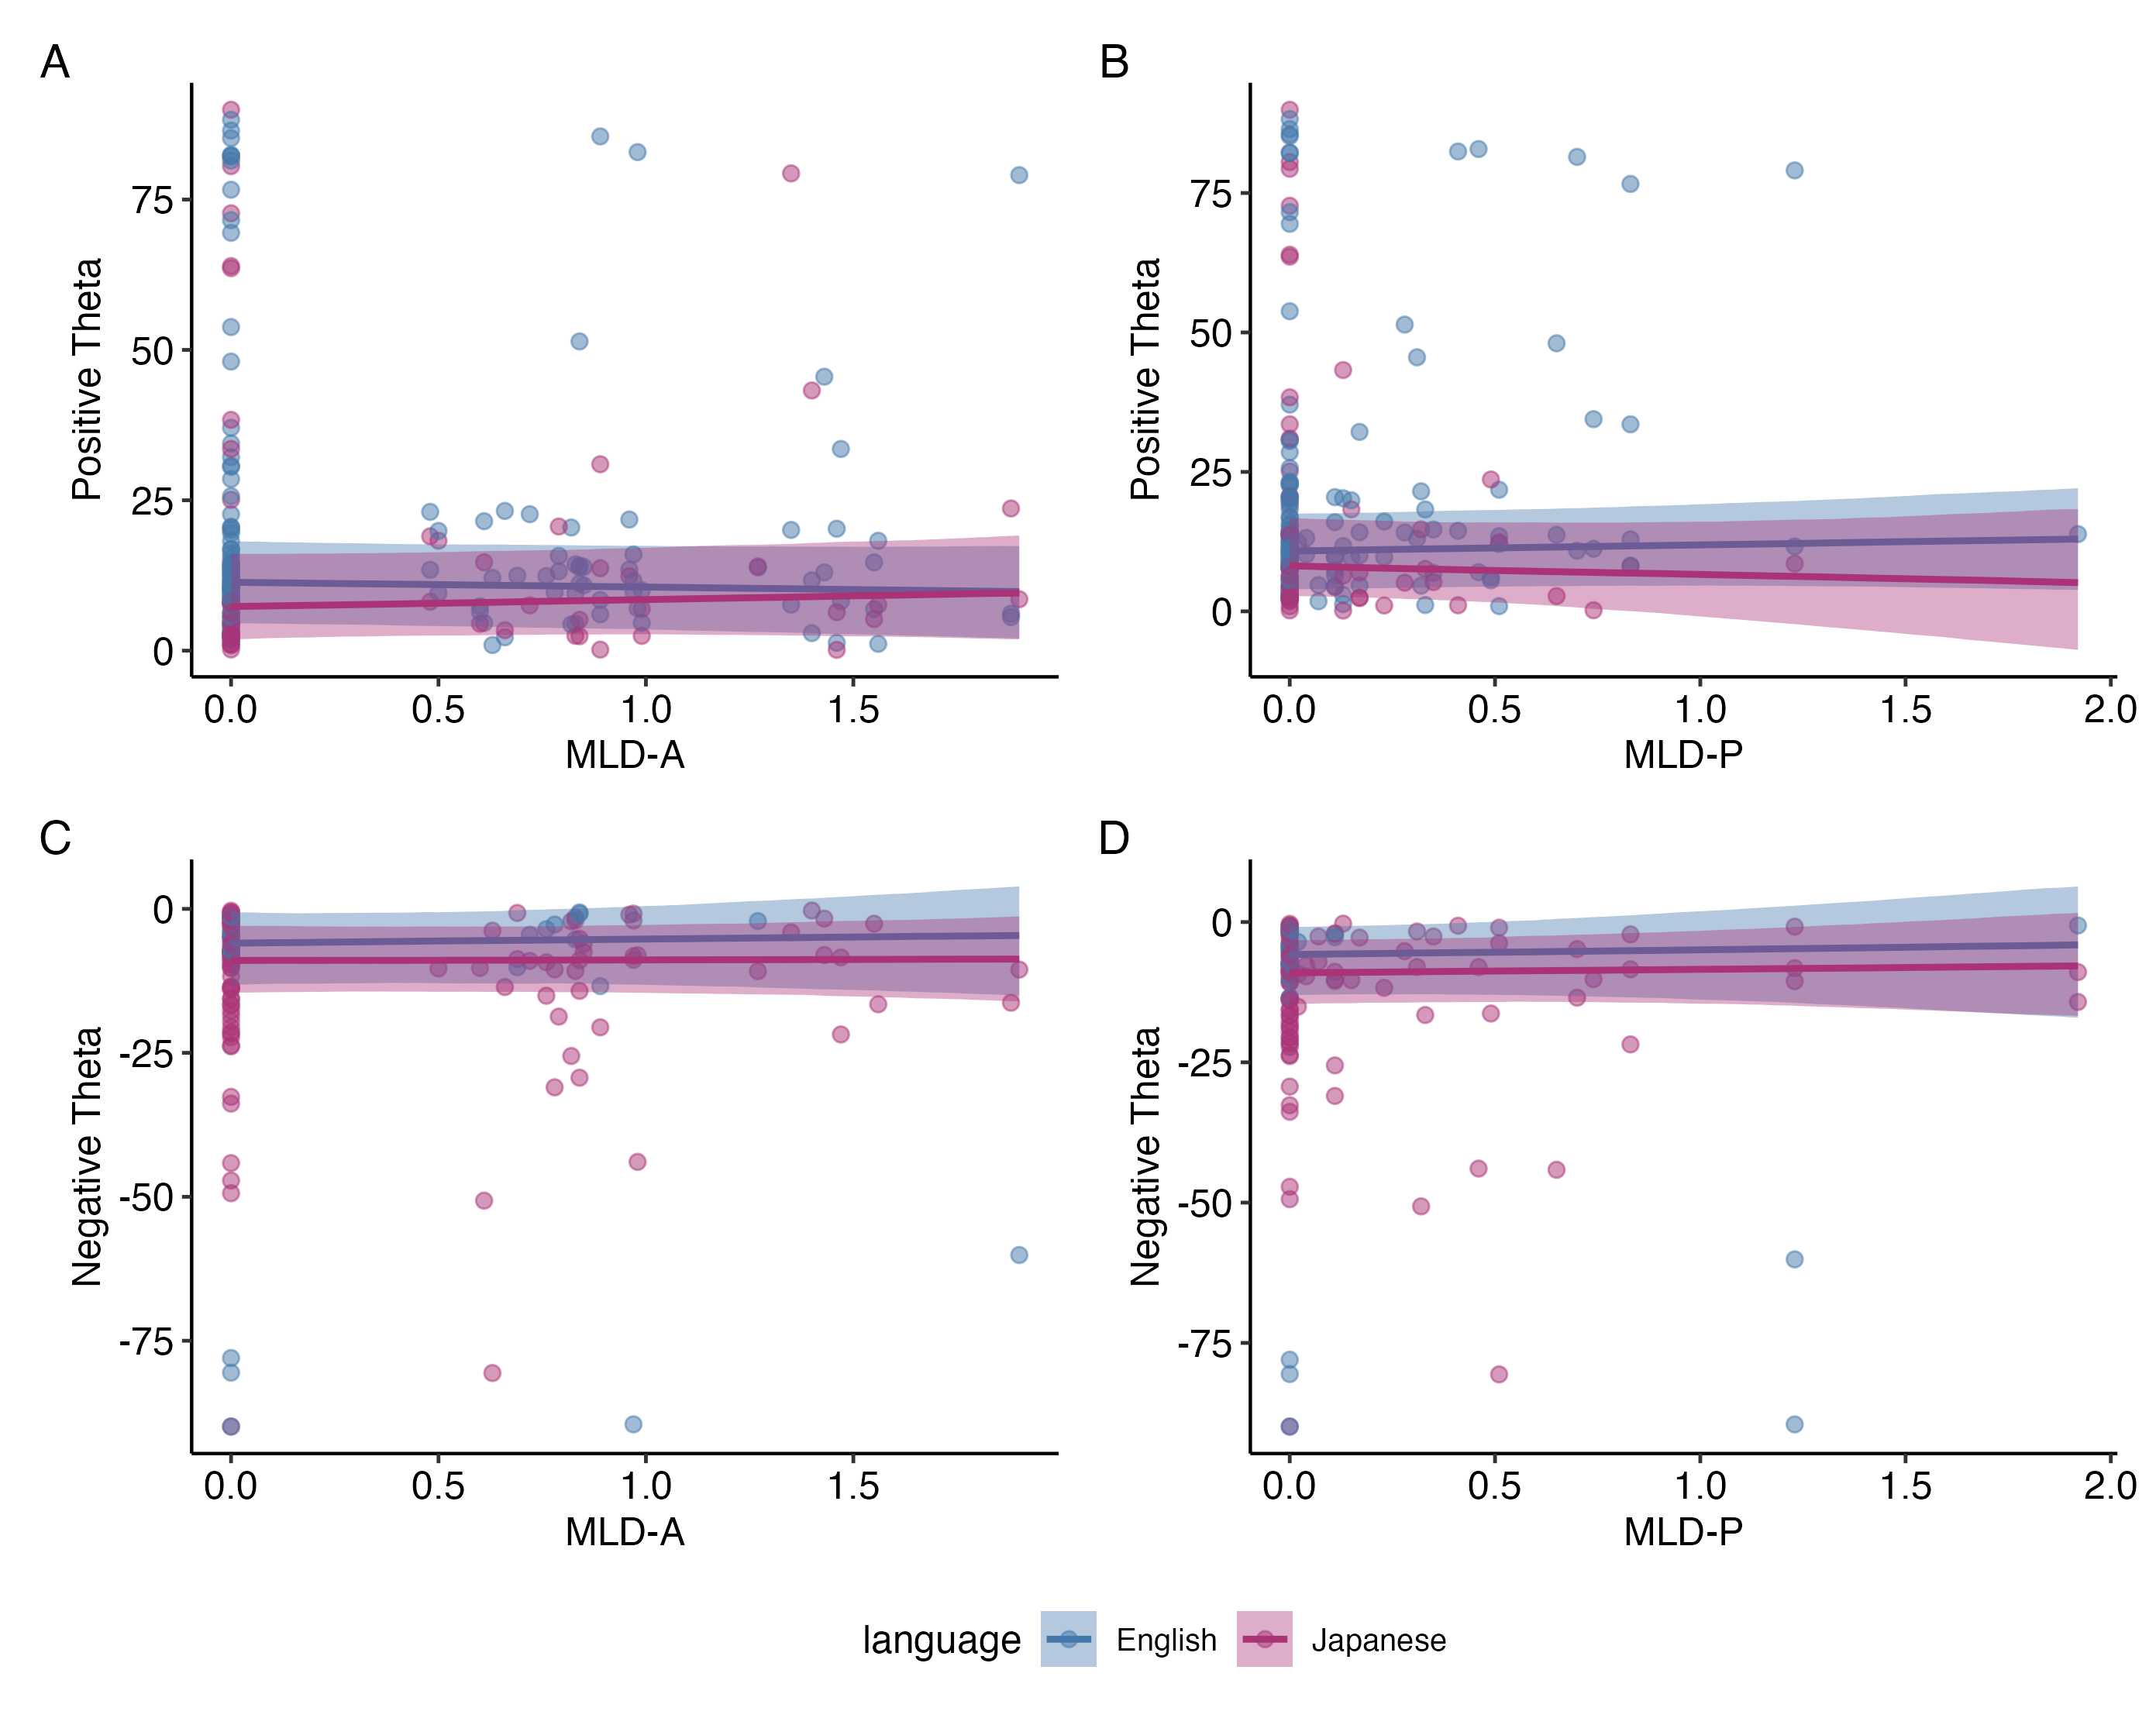 A
Positive Theta
75
50
25
0
0.0 0.5 1.0 1.5
MLD-A
B
Positive Theta
75
50
25
0
0.0 0.5 1.0 1.5 2.0
MLD-P
C
Negative Theta
0
-25
-50
-75
0.0 0.5 1.0 1.5
MLD-A
D
Negative Theta
0
-25
-50
-75
0.0 0.5 1.0 1.5 2.0
MLD-P
language English Japanese